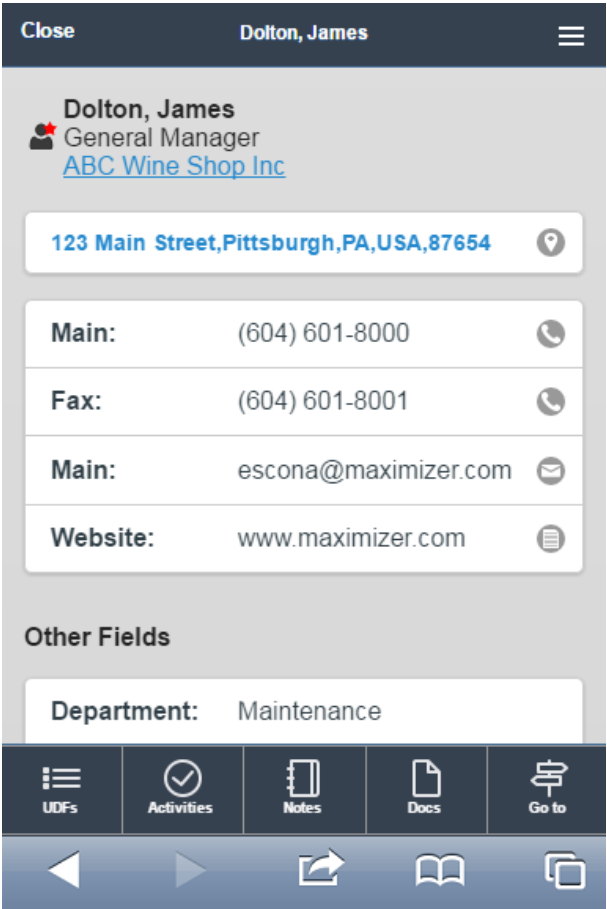 Close Dolton, James
Dolton, James
General Manager
ABC Wine Shop Inc
123 Main Street,Pittsburgh,PA,USA,87654
Main: (604) 601-8000
Fax: (604) 601-8001
Main: escona@maximizer.com
Website: www.maximizer.com
Other Fields
Department: Maintenance
UDFs Activities Notes Docs Go to